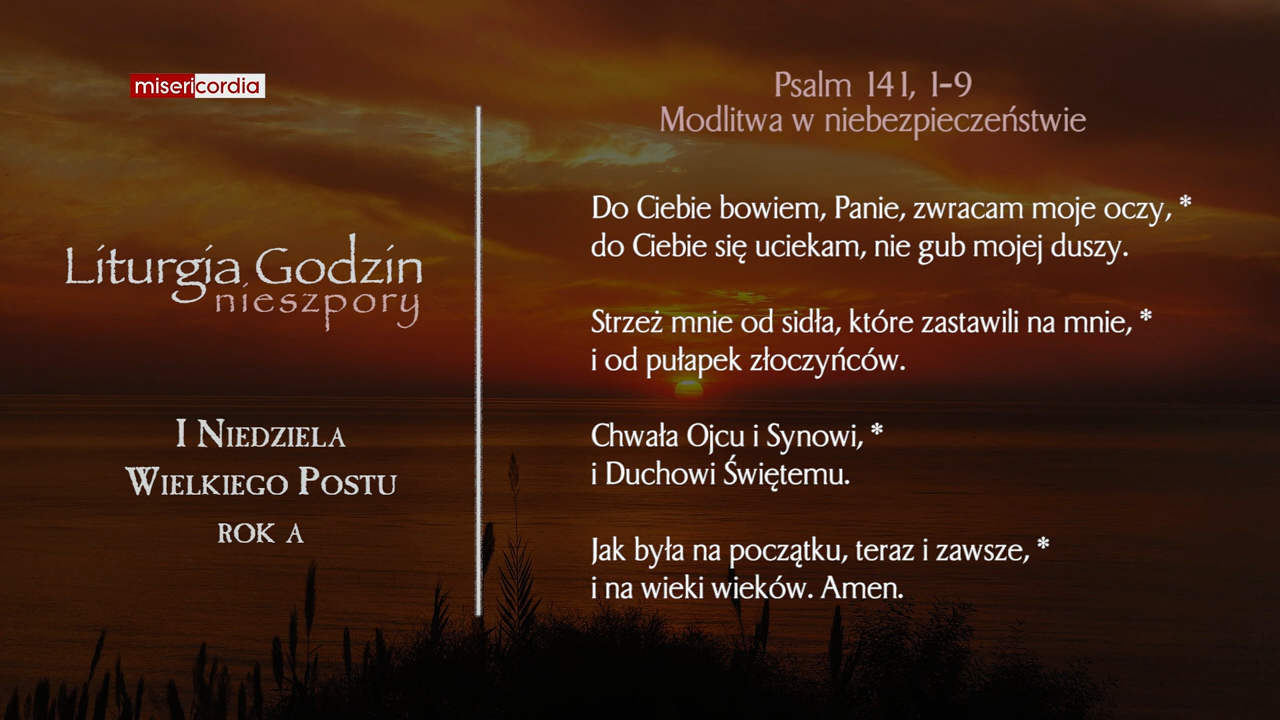 misericordia
Liturgia Godzin
nieszpory
I Niedziela
Wielkiego Postu
rok A
Psalm 141, 1-9
Modlitwa w niebezpieczeństwie
Do Ciebie bowiem, Panie, zwracam moje oczy, *
do Ciebie się uciekam, nie gub mojej duszy.
Strzeż mnie od sidła, które zastawili na mnie, *
i od pułapek złoczyńców.
Chwała Ojcu i Synowi, *
i Duchowi Świętemu.
Jak była na początku, teraz i zawsze, *
i na wieki wieków. Amen.